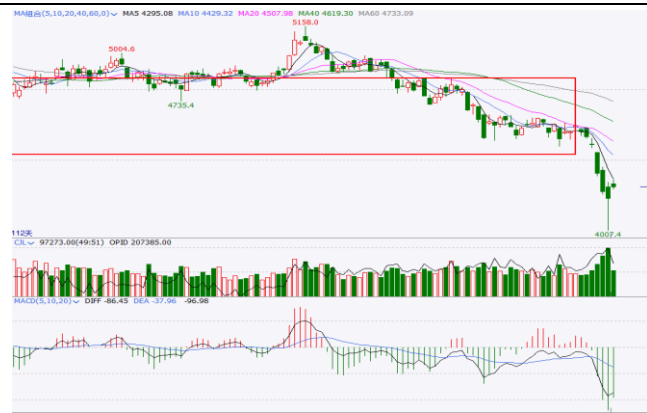 MA组合(5,10,20,40,60,0) MA5 4295.08 MA10 4429.32 MA20 4507.98 MA40 4619.30 MA60 4733.09
5158.0
5004.6
4735.4
4007.4
112天
CJL 97273.00(49:51) OPID 207385.00
MACD(5,10,20) DIFF -86.45 DEA -37.96 -96.98